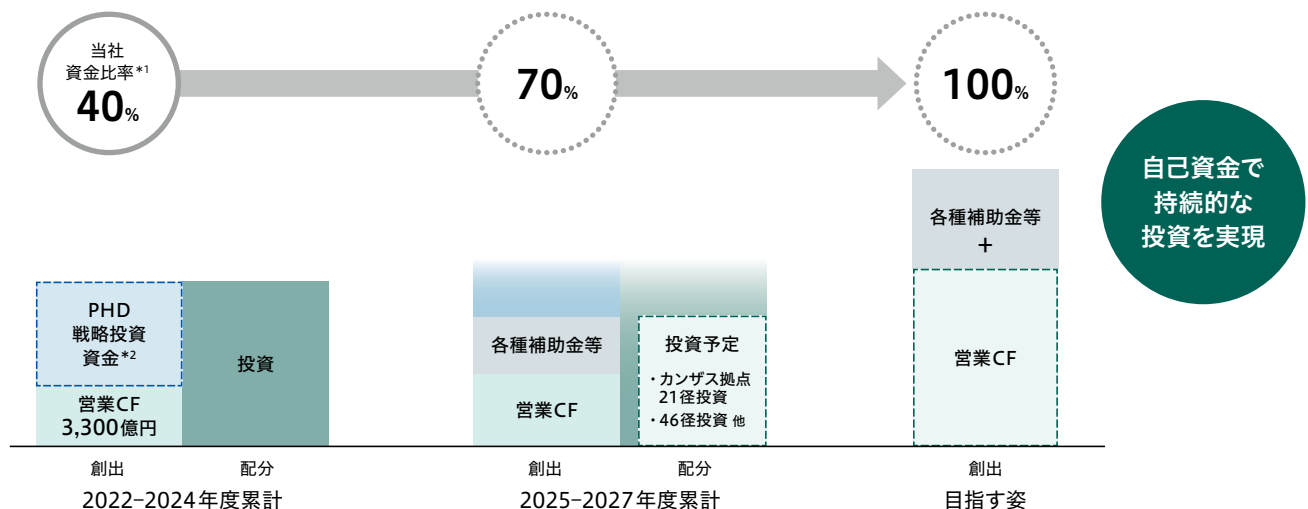 当社
資金比率*1
40%
70%
100%
自己資金で
持続的な
投資を実現
PHD
戦略投資
資金*2
営業CF
3,300億円
投資
各種補助金等
営業CF
投資予定
・カンザス拠点
21径投資
・46径投資 他
各種補助金等
+
営業CF
創出
配分
2022–2024年度累計
創出
配分
2025–2027年度累計
創出
目指す姿